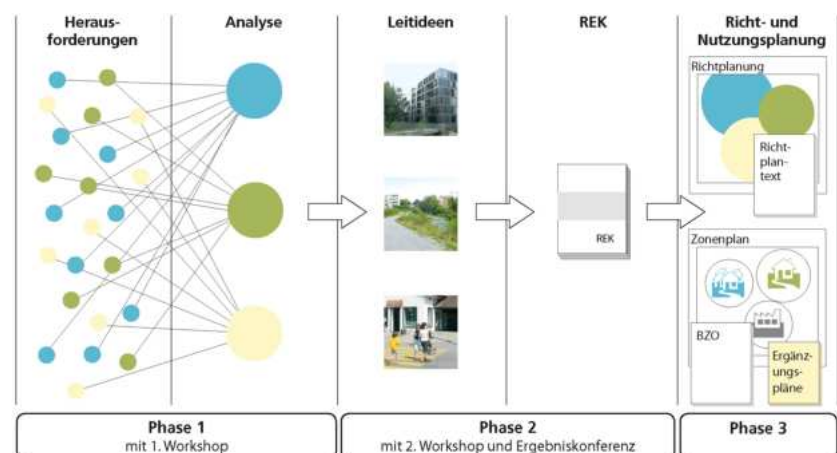 Heraus-
forderungen
Analyse
Leitideen
REK
Richt- und
Nutzungsplanung
Richtplanung
Richt-
plan-
text
REK
Zonenplan
BZO
Ergänz-
ungs-
pläne
Phase 1
mit 1. Workshop
Phase 2
mit 2. Workshop und Ergebniskonferenz
Phase 3